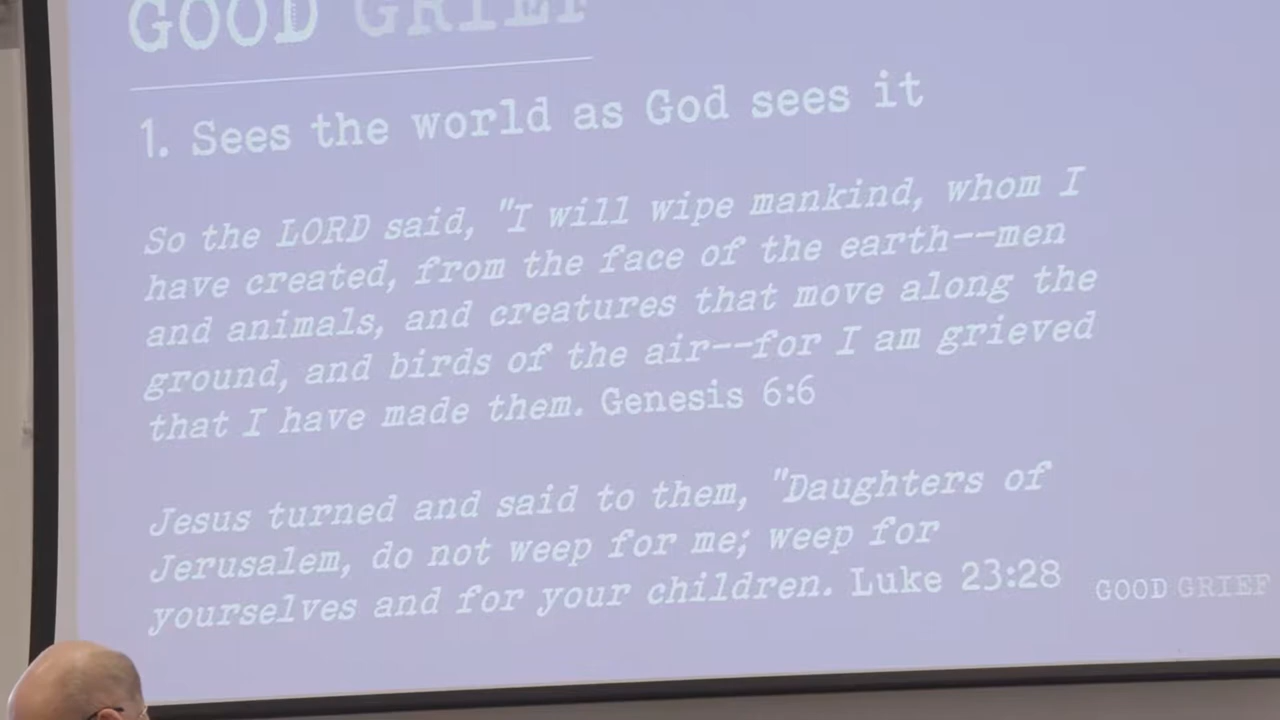 GOOD GRIEF
1. Sees the world as God sees it
So the LORD said, "I will wipe mankind, whom I
have created, from the face of the earth--men
and animals, and creatures that move along the
ground, and birds of the air--for I am grieved
that I have made them. Genesis 6:6
Jesus turned and said to them, "Daughters of
Jerusalem, do not weep for me; weep for
yourselves and for your children. Luke 23:28
GOOD GRIEF